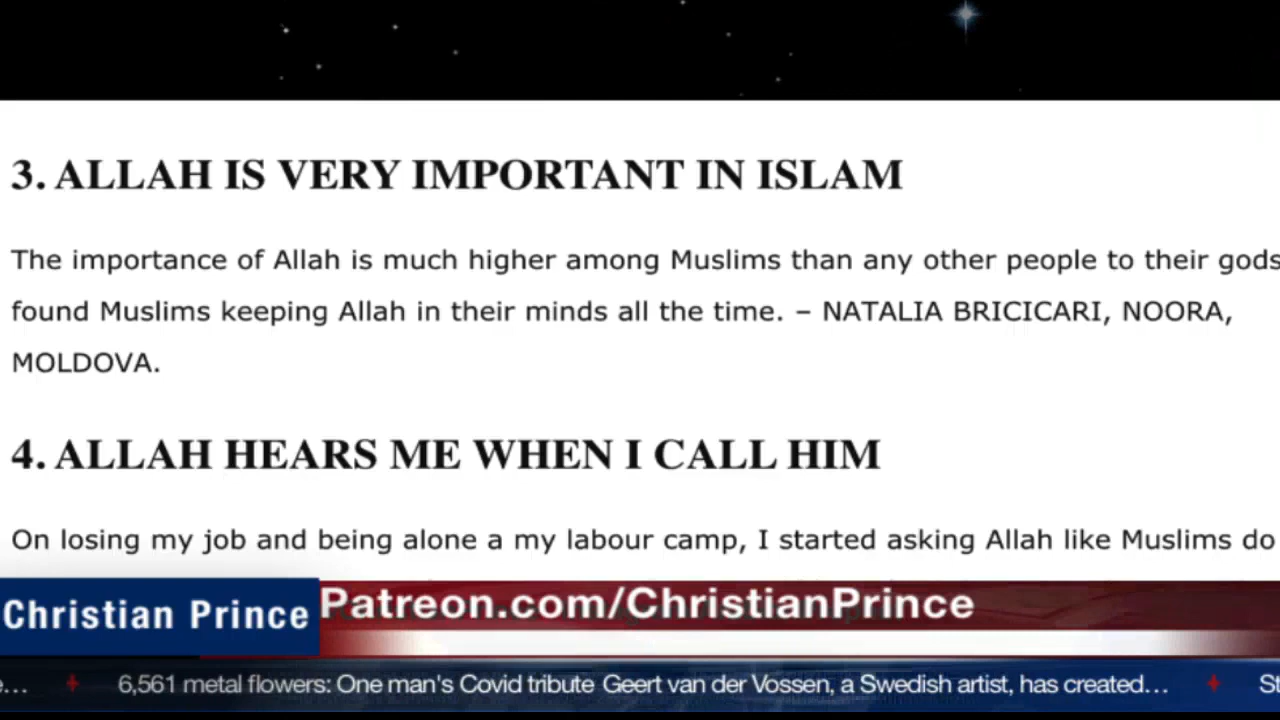 3. ALLAH IS VERY IMPORTANT IN ISLAM
The importance of Allah is much higher among Muslims than any other people to their gods
found Muslims keeping Allah in their minds all the time. – NATALIA BRICICARI, NOORA,
MOLDOVA.
4. ALLAH HEARS ME WHEN I CALL HIM
On losing my job and being alone a my labour camp, I started asking Allah like Muslims do
Christian Prince
Patreon.com/ChristianPrince
6,561 metal flowers: One man's Covid tribute Geert van der Vossen, a Swedish artist, has created…